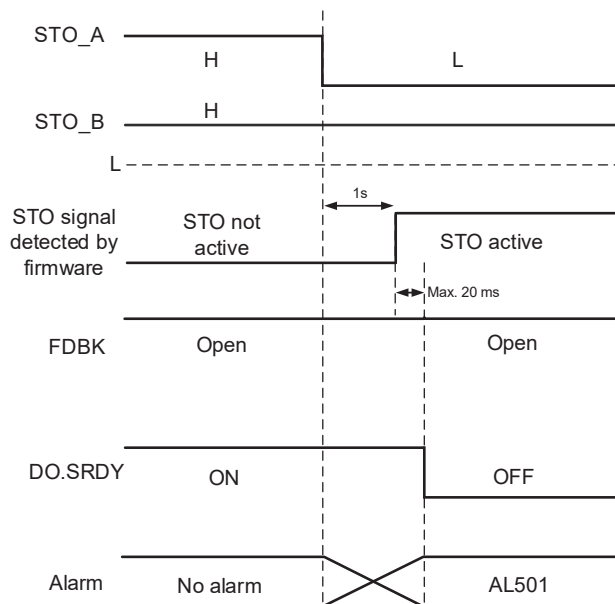 STO_A
H
L
STO_B
H
L
1s
STO signal
detected by
firmware
STO not
active
STO active
Max. 20 ms
FDBK
Open
Open
DO.SRDY
ON
OFF
Alarm
No alarm
AL501